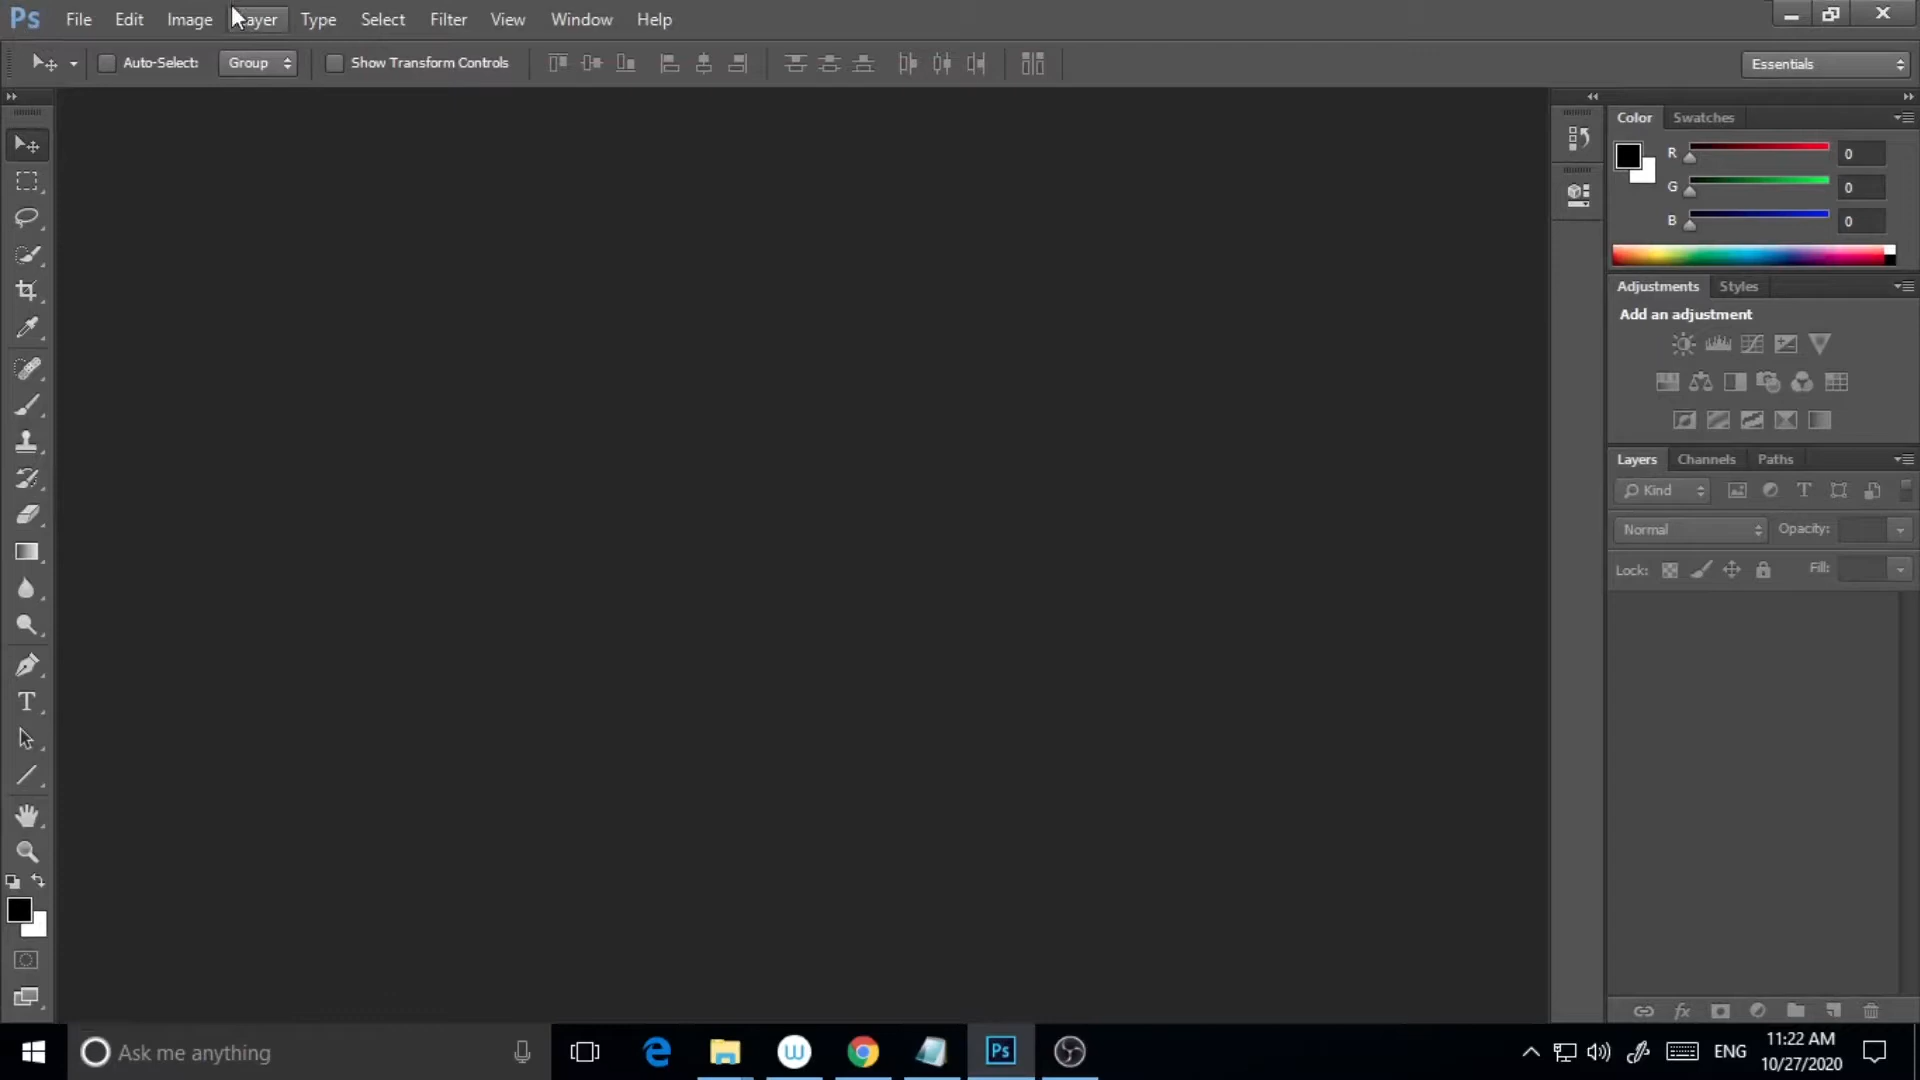 Ps File Edit Image Layer Type Select Filter View Window Help
Auto-Select: Group Show Transform Controls Essentials
Color Swatches
R 0
G 0
B 0
Adjustments Styles
Add an adjustment
Layers Channels Paths
Kind
Normal Opacity:
Lock: Fill:
Ask me anything
Ps
ENG
11:22 AM
10/27/2020